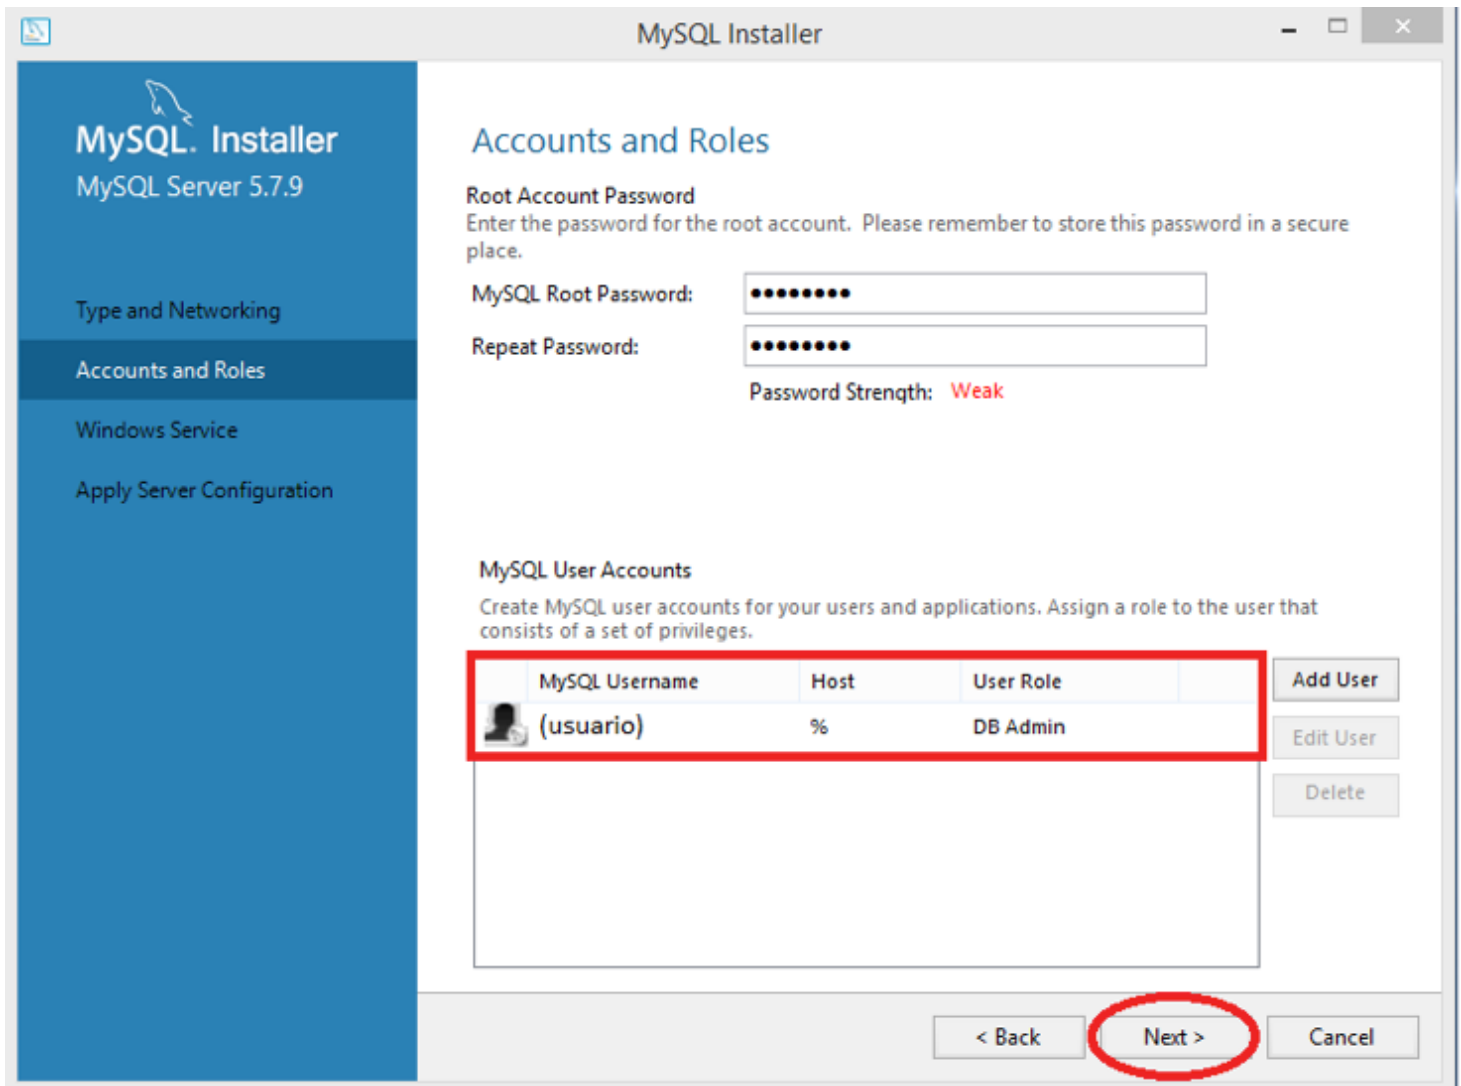 MySQL Installer
MySQL. Installer
MySQL Server 5.7.9
Type and Networking
Accounts and Roles
Windows Service
Apply Server Configuration
Accounts and Roles
Root Account Password
Enter the password for the root account. Please remember to store this password in a secure
place.
MySQL Root Password: ●●●●●●●●
Repeat Password: ●●●●●●●●
Password Strength: Weak
MySQL User Accounts
Create MySQL user accounts for your users and applications. Assign a role to the user that
consists of a set of privileges.
MySQL Username Host User Role
(usuario) % DB Admin
Add User
Edit User
Delete
< Back Next > Cancel